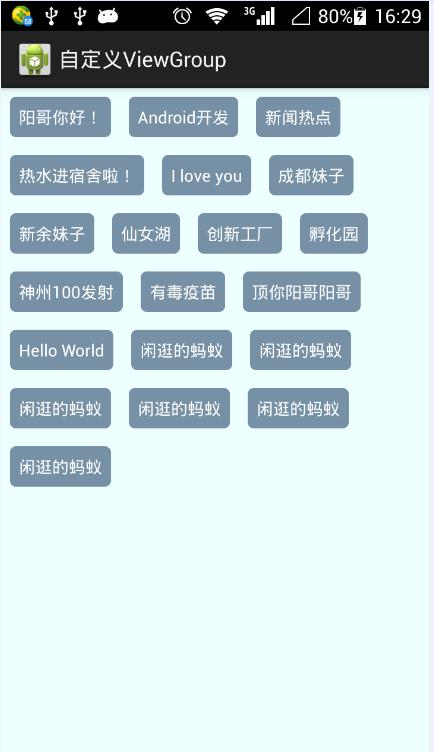 3G 80% 16:29
自定义ViewGroup
阳哥你好！ Android开发 新闻热点
热水进宿舍啦！ I love you 成都妹子
新余妹子 仙女湖 创新工厂 孵化园
神州100发射 有毒疫苗 顶你阳哥阳哥
Hello World 闲逛的蚂蚁 闲逛的蚂蚁
闲逛的蚂蚁 闲逛的蚂蚁 闲逛的蚂蚁
闲逛的蚂蚁